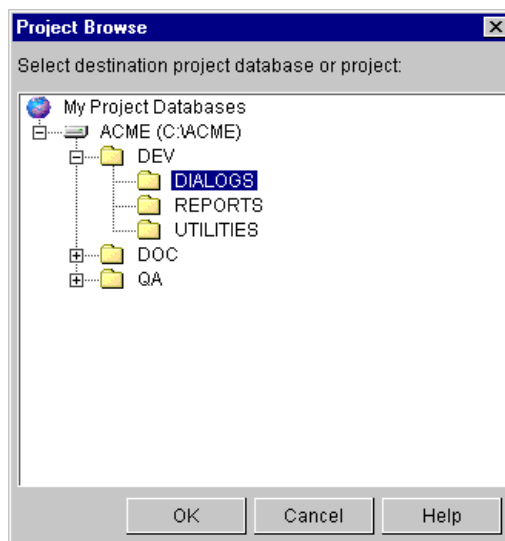 Project Browse
Select destination project database or project:
My Project Databases
ACME (C:\ACME)
DEV
DIALOGS
REPORTS
UTILITIES
DOC
QA
OK Cancel Help